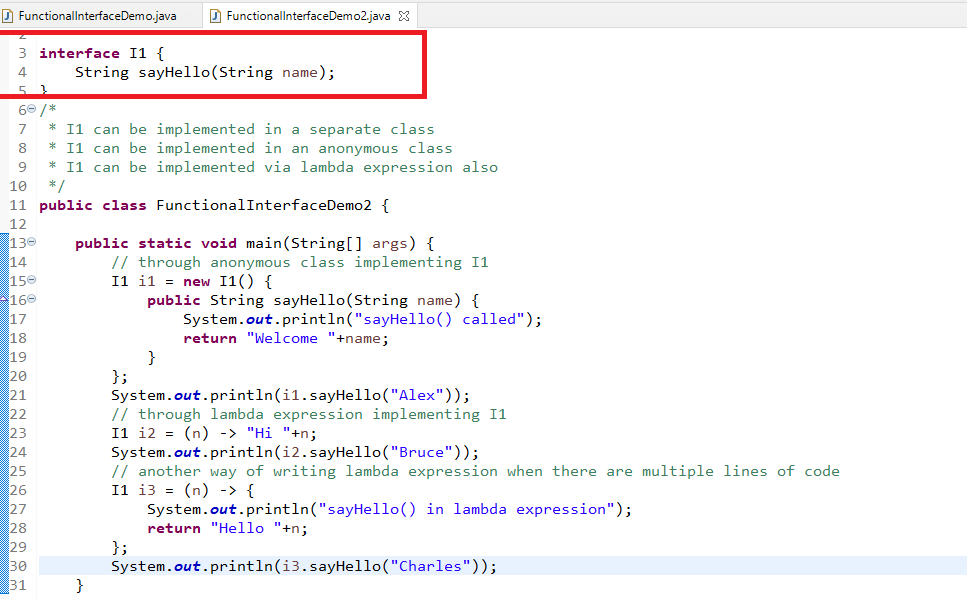 FunctionalInterfaceDemo.java FunctionalInterfaceDemo2.java
2
3 interface I1 {
4     String sayHello(String name);
5 }
6 /*
7  * I1 can be implemented in a separate class
8  * I1 can be implemented in an anonymous class
9  * I1 can be implemented via lambda expression also
10  */
11 public class FunctionalInterfaceDemo2 {
12
13     public static void main(String[] args) {
14         // through anonymous class implementing I1
15         I1 i1 = new I1() {
16             public String sayHello(String name) {
17                 System.out.println("sayHello() called");
18                 return "Welcome "+name;
19             }
20         };
21         System.out.println(i1.sayHello("Alex"));
22         // through lambda expression implementing I1
23         I1 i2 = (n) -> "Hi "+n;
24         System.out.println(i2.sayHello("Bruce"));
25         // another way of writing lambda expression when there are multiple lines of code
26         I1 i3 = (n) -> {
27             System.out.println("sayHello() in lambda expression");
28             return "Hello "+n;
29         };
30         System.out.println(i3.sayHello("Charles"));
31     }